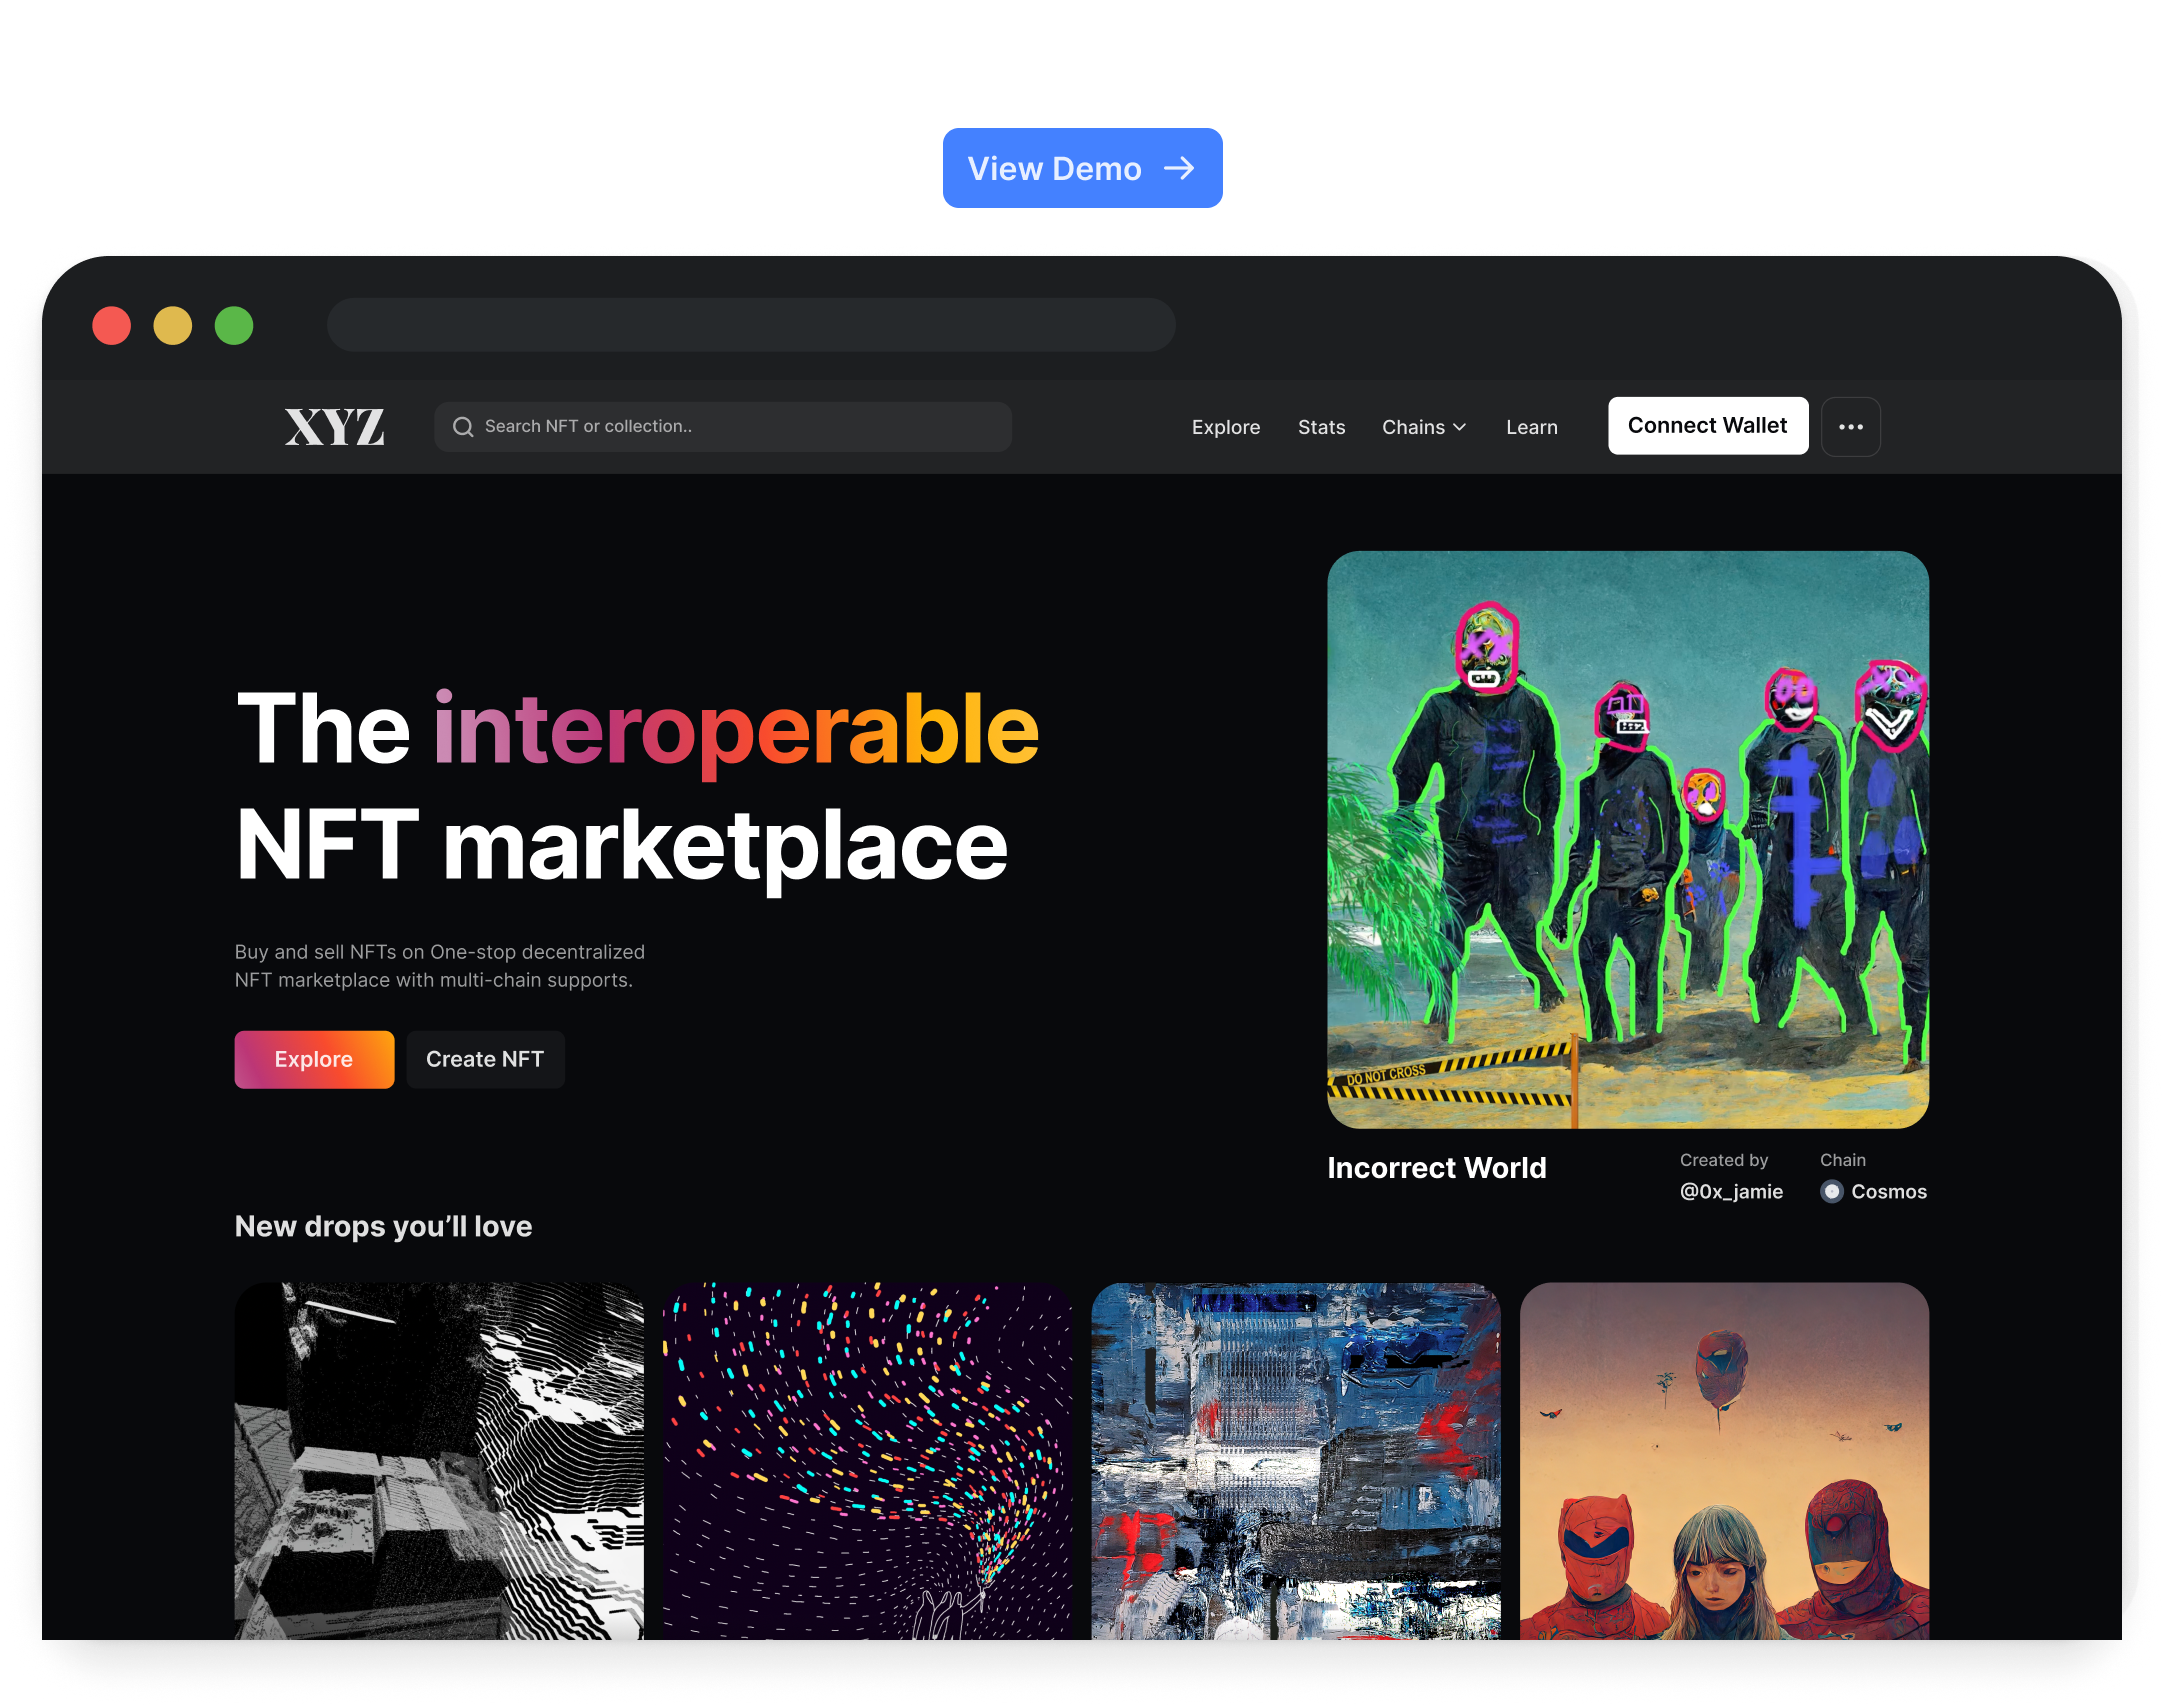 View Demo
XYZ
Search NFT or collection..
Explore
Stats
Chains
Learn
Connect Wallet
The interoperable
NFT marketplace
Buy and sell NFTs on One-stop decentralized
NFT marketplace with multi-chain supports.
Explore
Create NFT
DO NOT CROSS
Incorrect World
Created by
@0x_jamie
Chain
Cosmos
New drops you’ll love